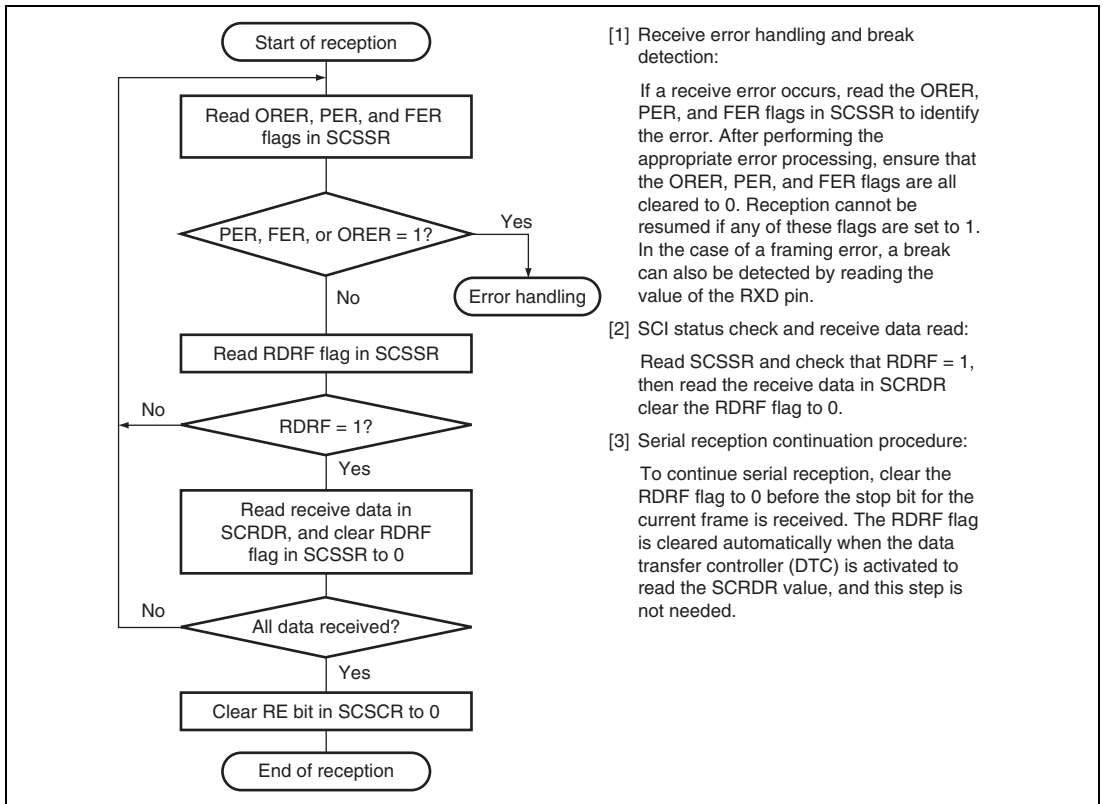 Start of reception
Read ORER, PER, and FER
flags in SCSSR
PER, FER, or ORER = 1?
Yes
Error handling
No
Read RDRF flag in SCSSR
No
RDRF = 1?
Yes
Read receive data in
SCRDR, and clear RDRF
flag in SCSSR to 0
No
All data received?
Yes
Clear RE bit in SCSCR to 0
End of reception
[1] Receive error handling and break
detection:
If a receive error occurs, read the ORER,
PER, and FER flags in SCSSR to identify
the error. After performing the
appropriate error processing, ensure that
the ORER, PER, and FER flags are all
cleared to 0. Reception cannot be
resumed if any of these flags are set to 1.
In the case of a framing error, a break
can also be detected by reading the
value of the RXD pin.
[2] SCI status check and receive data read:
Read SCSSR and check that RDRF = 1,
then read the receive data in SCRDR
clear the RDRF flag to 0.
[3] Serial reception continuation procedure:
To continue serial reception, clear the
RDRF flag to 0 before the stop bit for the
current frame is received. The RDRF flag
is cleared automatically when the data
transfer controller (DTC) is activated to
read the SCRDR value, and this step is
not needed.